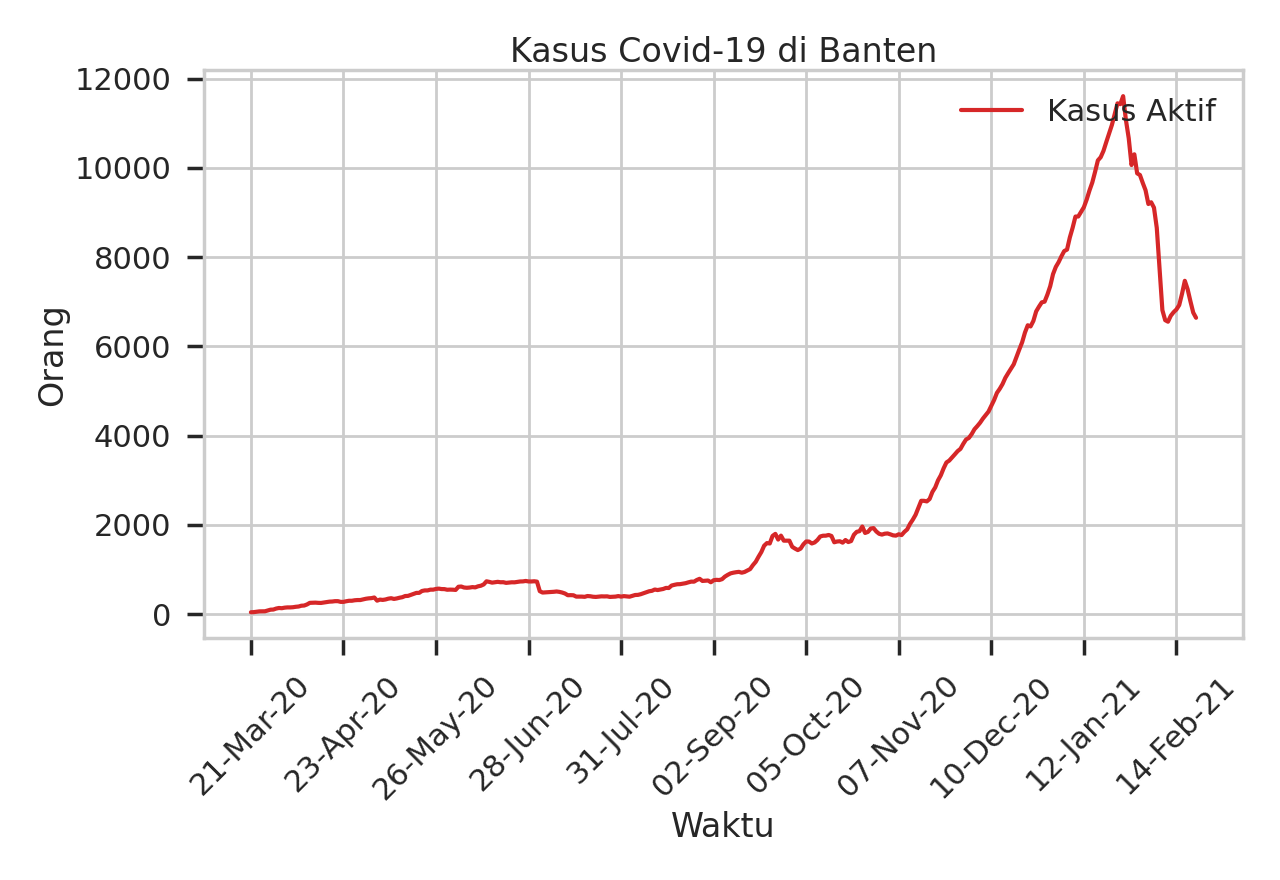 Kasus Covid-19 di Banten
12000
10000
8000
6000
4000
2000
0
Orang
Kasus Aktif
21-Mar-20
23-Apr-20
26-May-20
28-Jun-20
31-Jul-20
02-Sep-20
05-Oct-20
07-Nov-20
10-Dec-20
12-Jan-21
14-Feb-21
Waktu